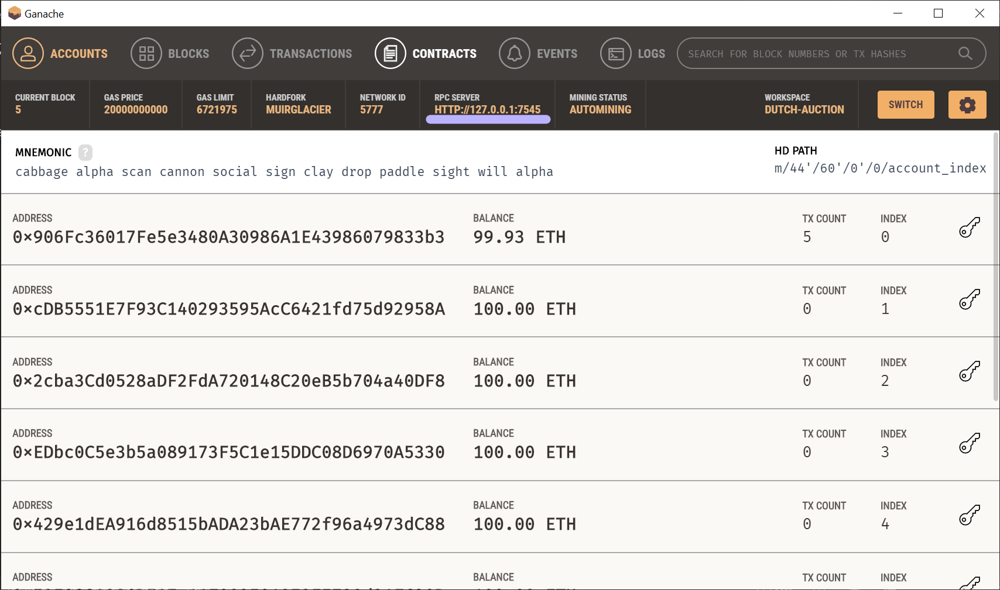 Ganache
ACCOUNTS BLOCKS TRANSACTIONS CONTRACTS EVENTS LOGS SEARCH FOR BLOCK NUMBERS OR TX HASHES
CURRENT BLOCK GAS PRICE GAS LIMIT HARDFORK NETWORK ID RPC SERVER MINING STATUS WORKSPACE
5 20000000000 6721975 MUIRGLACIER 5777 HTTP://127.0.0.1:7545 AUTOMINING DUTCH-AUCTION SWITCH
MNEMONIC ? HD PATH
cabbage alpha scan cannon social sign clay drop paddle sight will alpha m/44'/60'/0'/0/account_index
ADDRESS BALANCE TX COUNT INDEX
0×906Fc36017Fe5e3480A30986A1E43986079833b3 99.93 ETH 5 0
ADDRESS BALANCE TX COUNT INDEX
0×cDB5551E7F93C140293595AcC6421fd75d92958A 100.00 ETH 0 1
ADDRESS BALANCE TX COUNT INDEX
0×2cba3Cd0528aDF2FdA720148C20eB5b704a40DF8 100.00 ETH 0 2
ADDRESS BALANCE TX COUNT INDEX
0×EDbc0C5e3b5a089173F5C1e15DDC08D6970A5330 100.00 ETH 0 3
ADDRESS BALANCE TX COUNT INDEX
0×429e1dEA916d8515bADA23bAE772f96a4973dC88 100.00 ETH 0 4
ADDRESS BALANCE TX COUNT INDEX